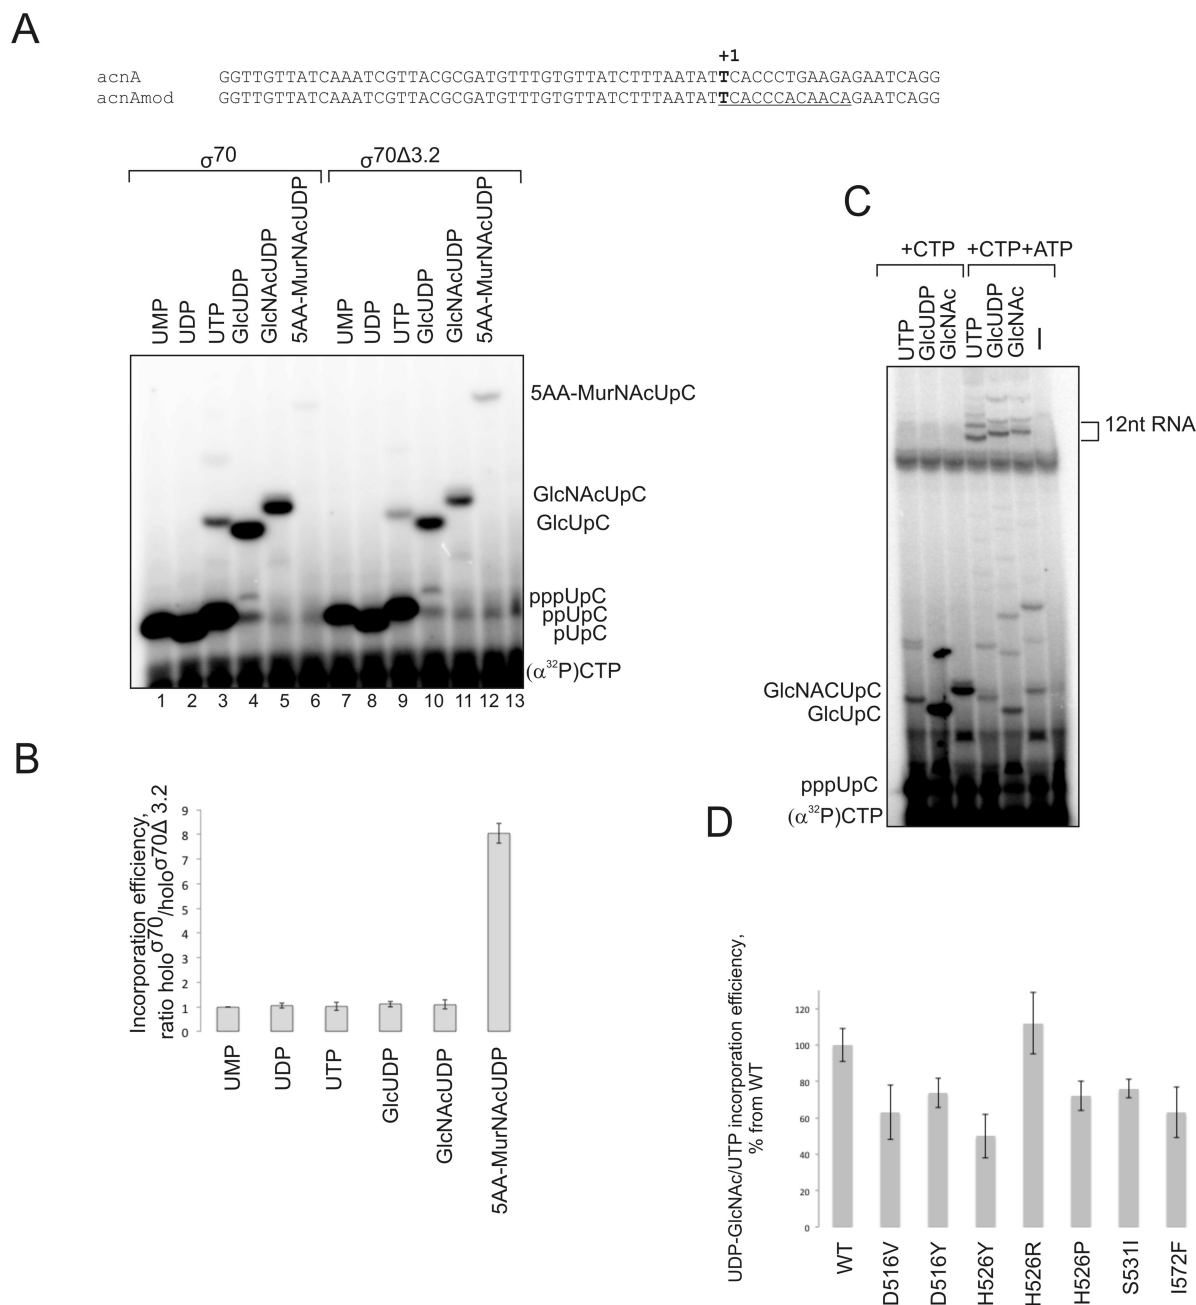 A
+1
acnA GGTTGTTATCAAATCGTTACGCGATGTTTGTGTTATCTTTAATATTCACCCTGAAGAGAATCAGG
acnAmod GGTTGTTATCAAATCGTTACGCGATGTTTGTGTTATCTTTAATATTCACCCACAACAGAATCAGG
σ70 σ70Δ3.2
UMP UDP UTP GlcUDP GlcNAcUDP 5AA-MurNAcUDP UMP UDP UTP GlcUDP GlcNAcUDP 5AA-MurNAcUDP
5AA-MurNAcUpC
GlcNAcUpC
GlcUpC
pppUpC
ppUpC
pUpC
(α32P)CTP
1 2 3 4 5 6 7 8 9 10 11 12 13
C
+CTP +CTP+ATP
UTP GlcUDP GlcNAc UTP GlcUDP GlcNAc —
12nt RNA
GlcNACUpC
GlcUpC
pppUpC
(α32P)CTP
B
Incorporation efficiency,
ratio holoσ70/holoσ70Δ 3.2
9
8
7
6
5
4
3
2
1
0
UMP UDP UTP GlcUDP GlcNAcUDP 5AA-MurNAcUDP
D
UDP-GlcNAc/UTP incorporation efficiency,
% from WT
120
100
80
60
40
20
0
WT D516V D516Y H526Y H526R H526P S531I I572F